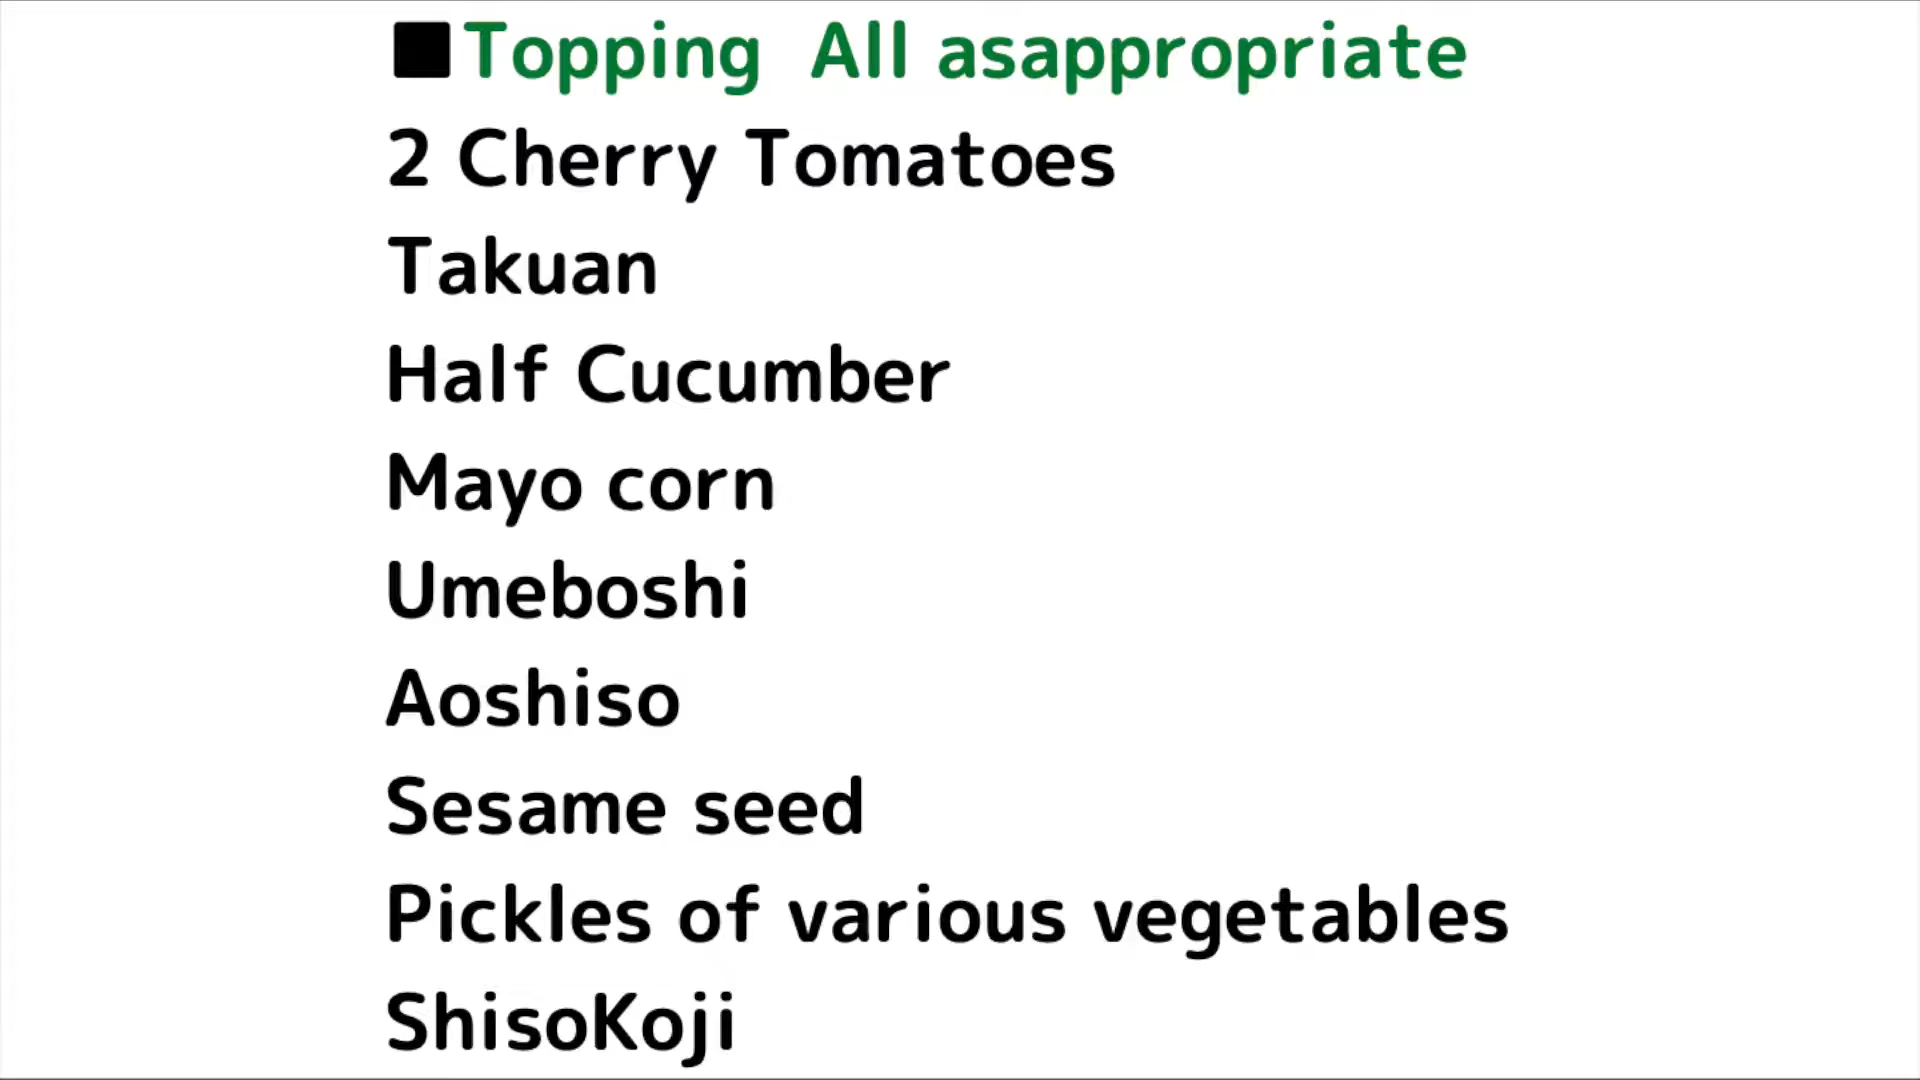 ■Topping All asappropriate
2 Cherry Tomatoes
Takuan
Half Cucumber
Mayo corn
Umeboshi
Aoshiso
Sesame seed
Pickles of various vegetables
ShisoKoji